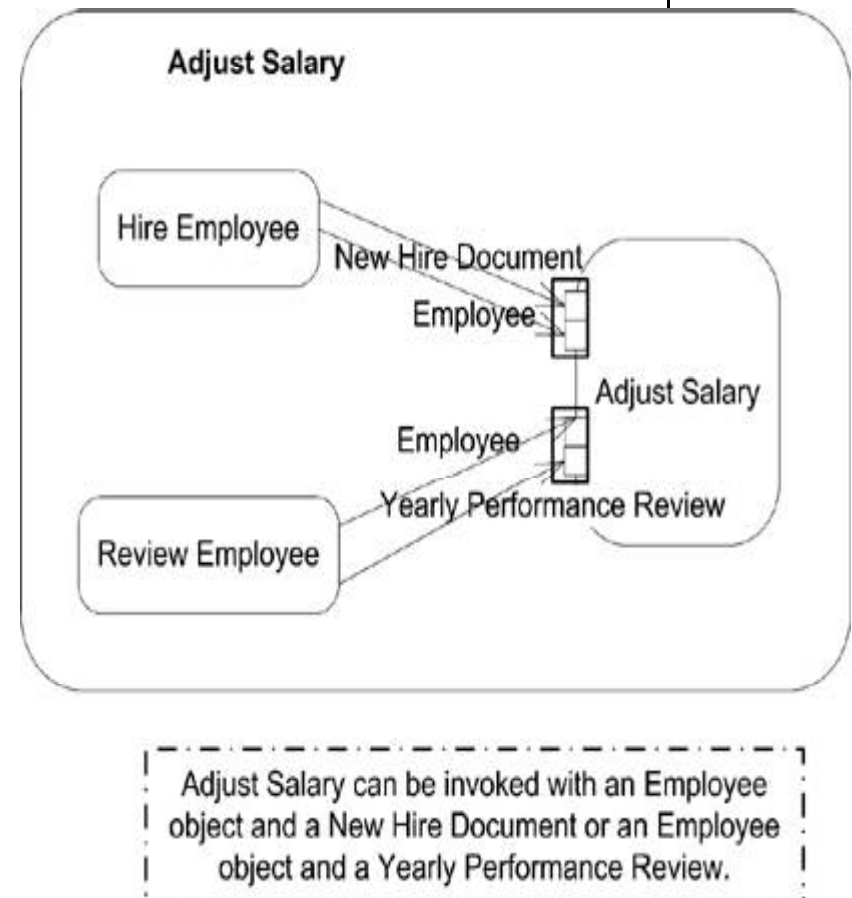 Adjust Salary
Hire Employee
New Hire Document
Employee
Adjust Salary
Employee
Yearly Performance Review
Review Employee
Adjust Salary can be invoked with an Employee
object and a New Hire Document or an Employee
object and a Yearly Performance Review.